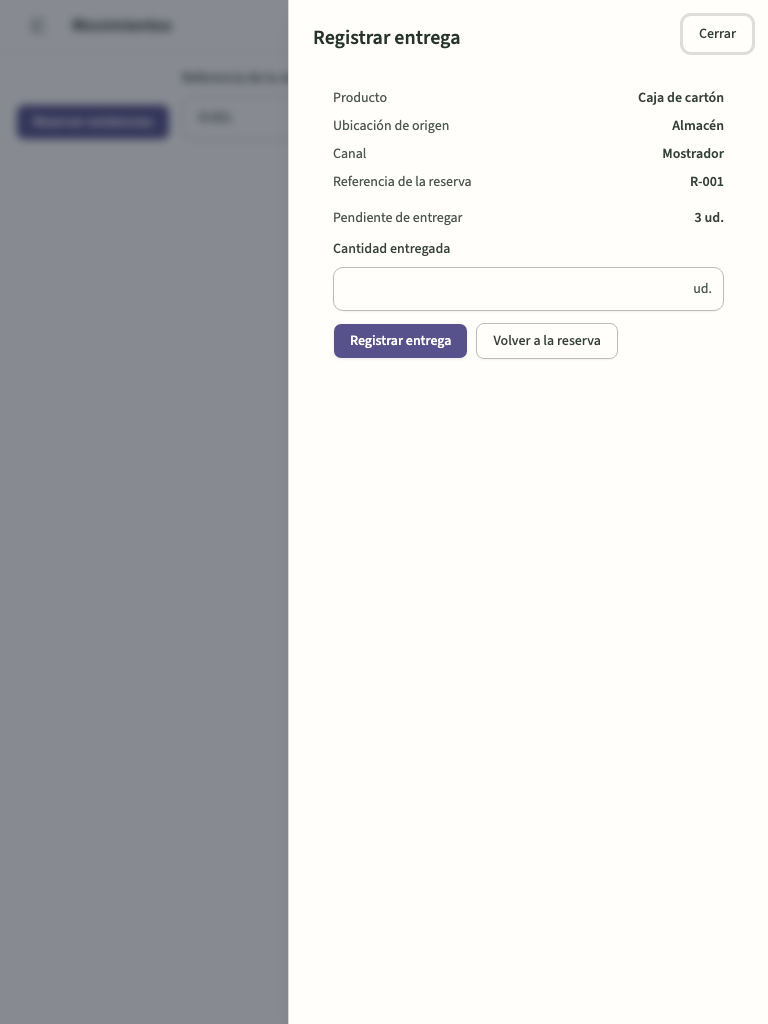 Movimientos
Registrar entrega
Cerrar
Producto
Caja de cartón
Ubicación de origen
Almacén
Canal
Mostrador
Referencia de la reserva
R-001
Pendiente de entregar
3 ud.
Cantidad entregada
ud.
Registrar entrega
Volver a la reserva